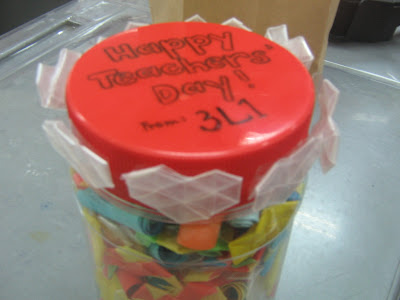 Happy
Teachers'
Day!
From: 3L1